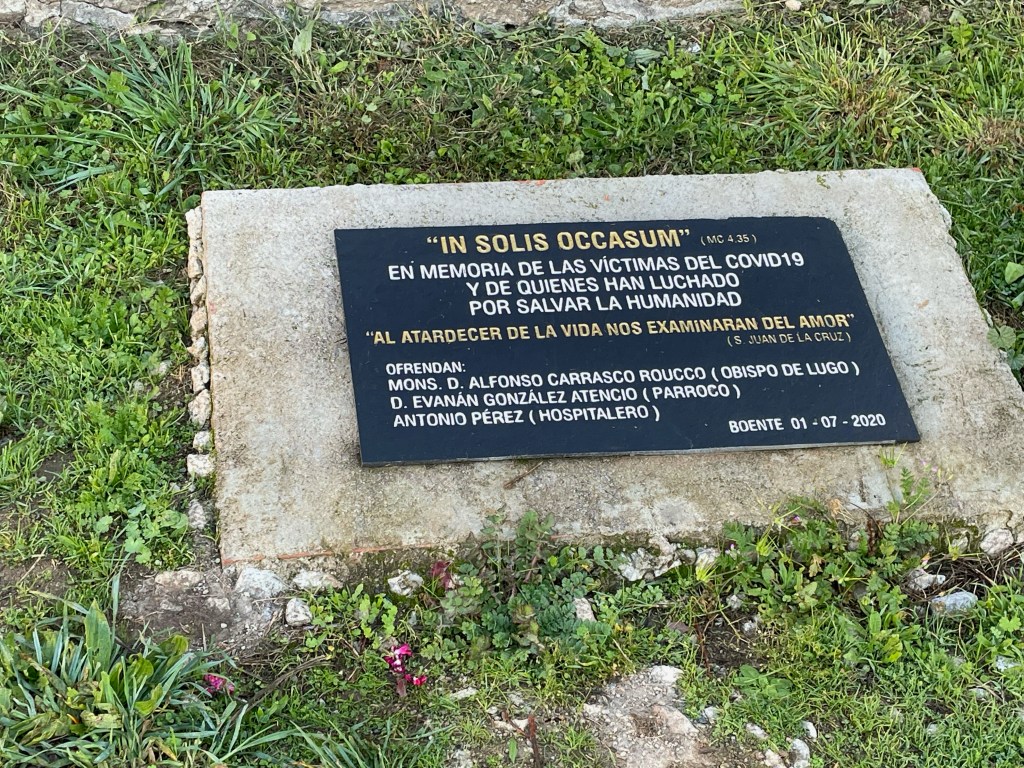 "IN SOLIS OCCASUM" (MC 4,35)
EN MEMORIA DE LAS VÍCTIMAS DEL COVID19
Y DE QUIENES HAN LUCHADO
POR SALVAR LA HUMANIDAD
"AL ATARDECER DE LA VIDA NOS EXAMINARAN DEL AMOR"
(S. JUAN DE LA CRUZ)
OFRENDAN:
MONS. D. ALFONSO CARRASCO ROUCCO (OBISPO DE LUGO)
D. EVANÁN GONZÁLEZ ATENCIO (PARROCO)
ANTONIO PÉREZ (HOSPITALERO)
BOENTE 01-07-2020